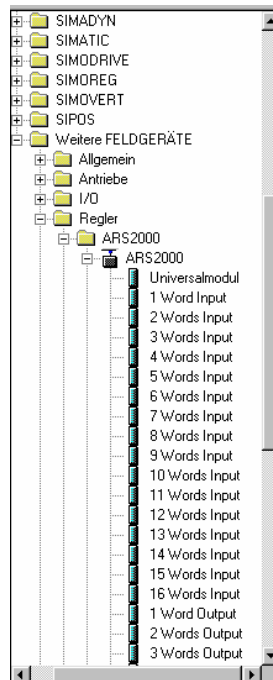 SIMADYN
SIMATIC
SIMODRIVE
SIMOREG
SIMOVERT
SIPOS
Weitere FELDGERÄTE
Allgemein
Antriebe
I/O
Regler
ARS2000
ARS2000
Universalmodul
1 Word Input
2 Words Input
3 Words Input
4 Words Input
5 Words Input
6 Words Input
7 Words Input
8 Words Input
9 Words Input
10 Words Input
11 Words Input
12 Words Input
13 Words Input
14 Words Input
15 Words Input
16 Words Input
1 Word Output
2 Words Output
3 Words Output